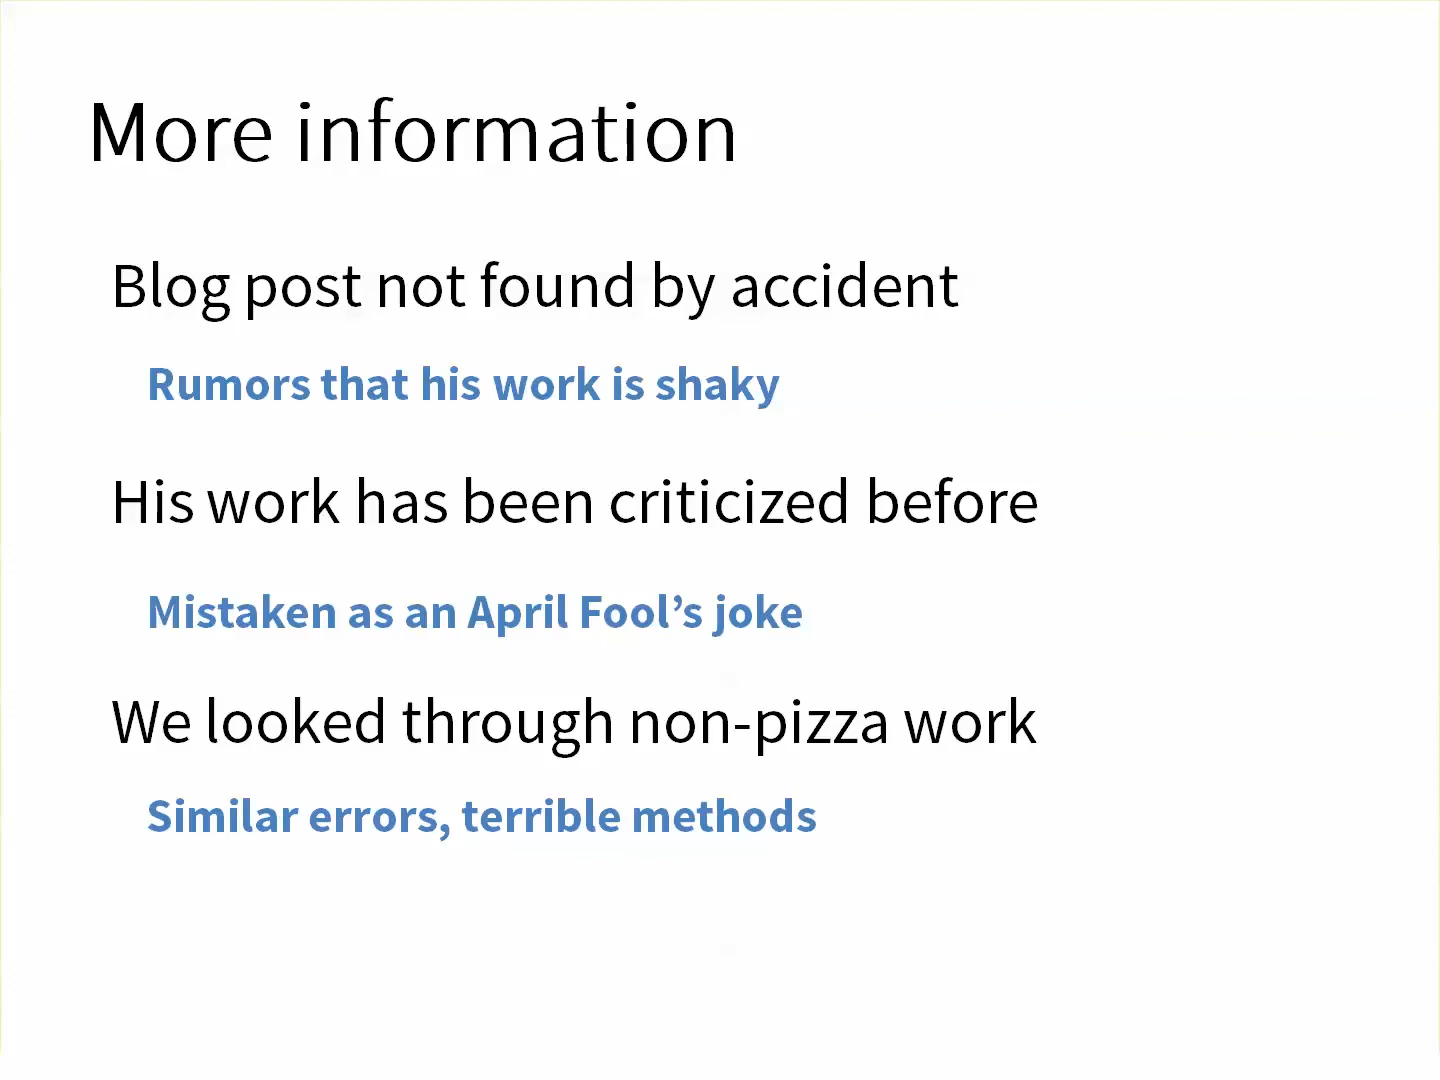 More information
Blog post not found by accident
Rumors that his work is shaky
His work has been criticized before
Mistaken as an April Fool’s joke
We looked through non-pizza work
Similar errors, terrible methods